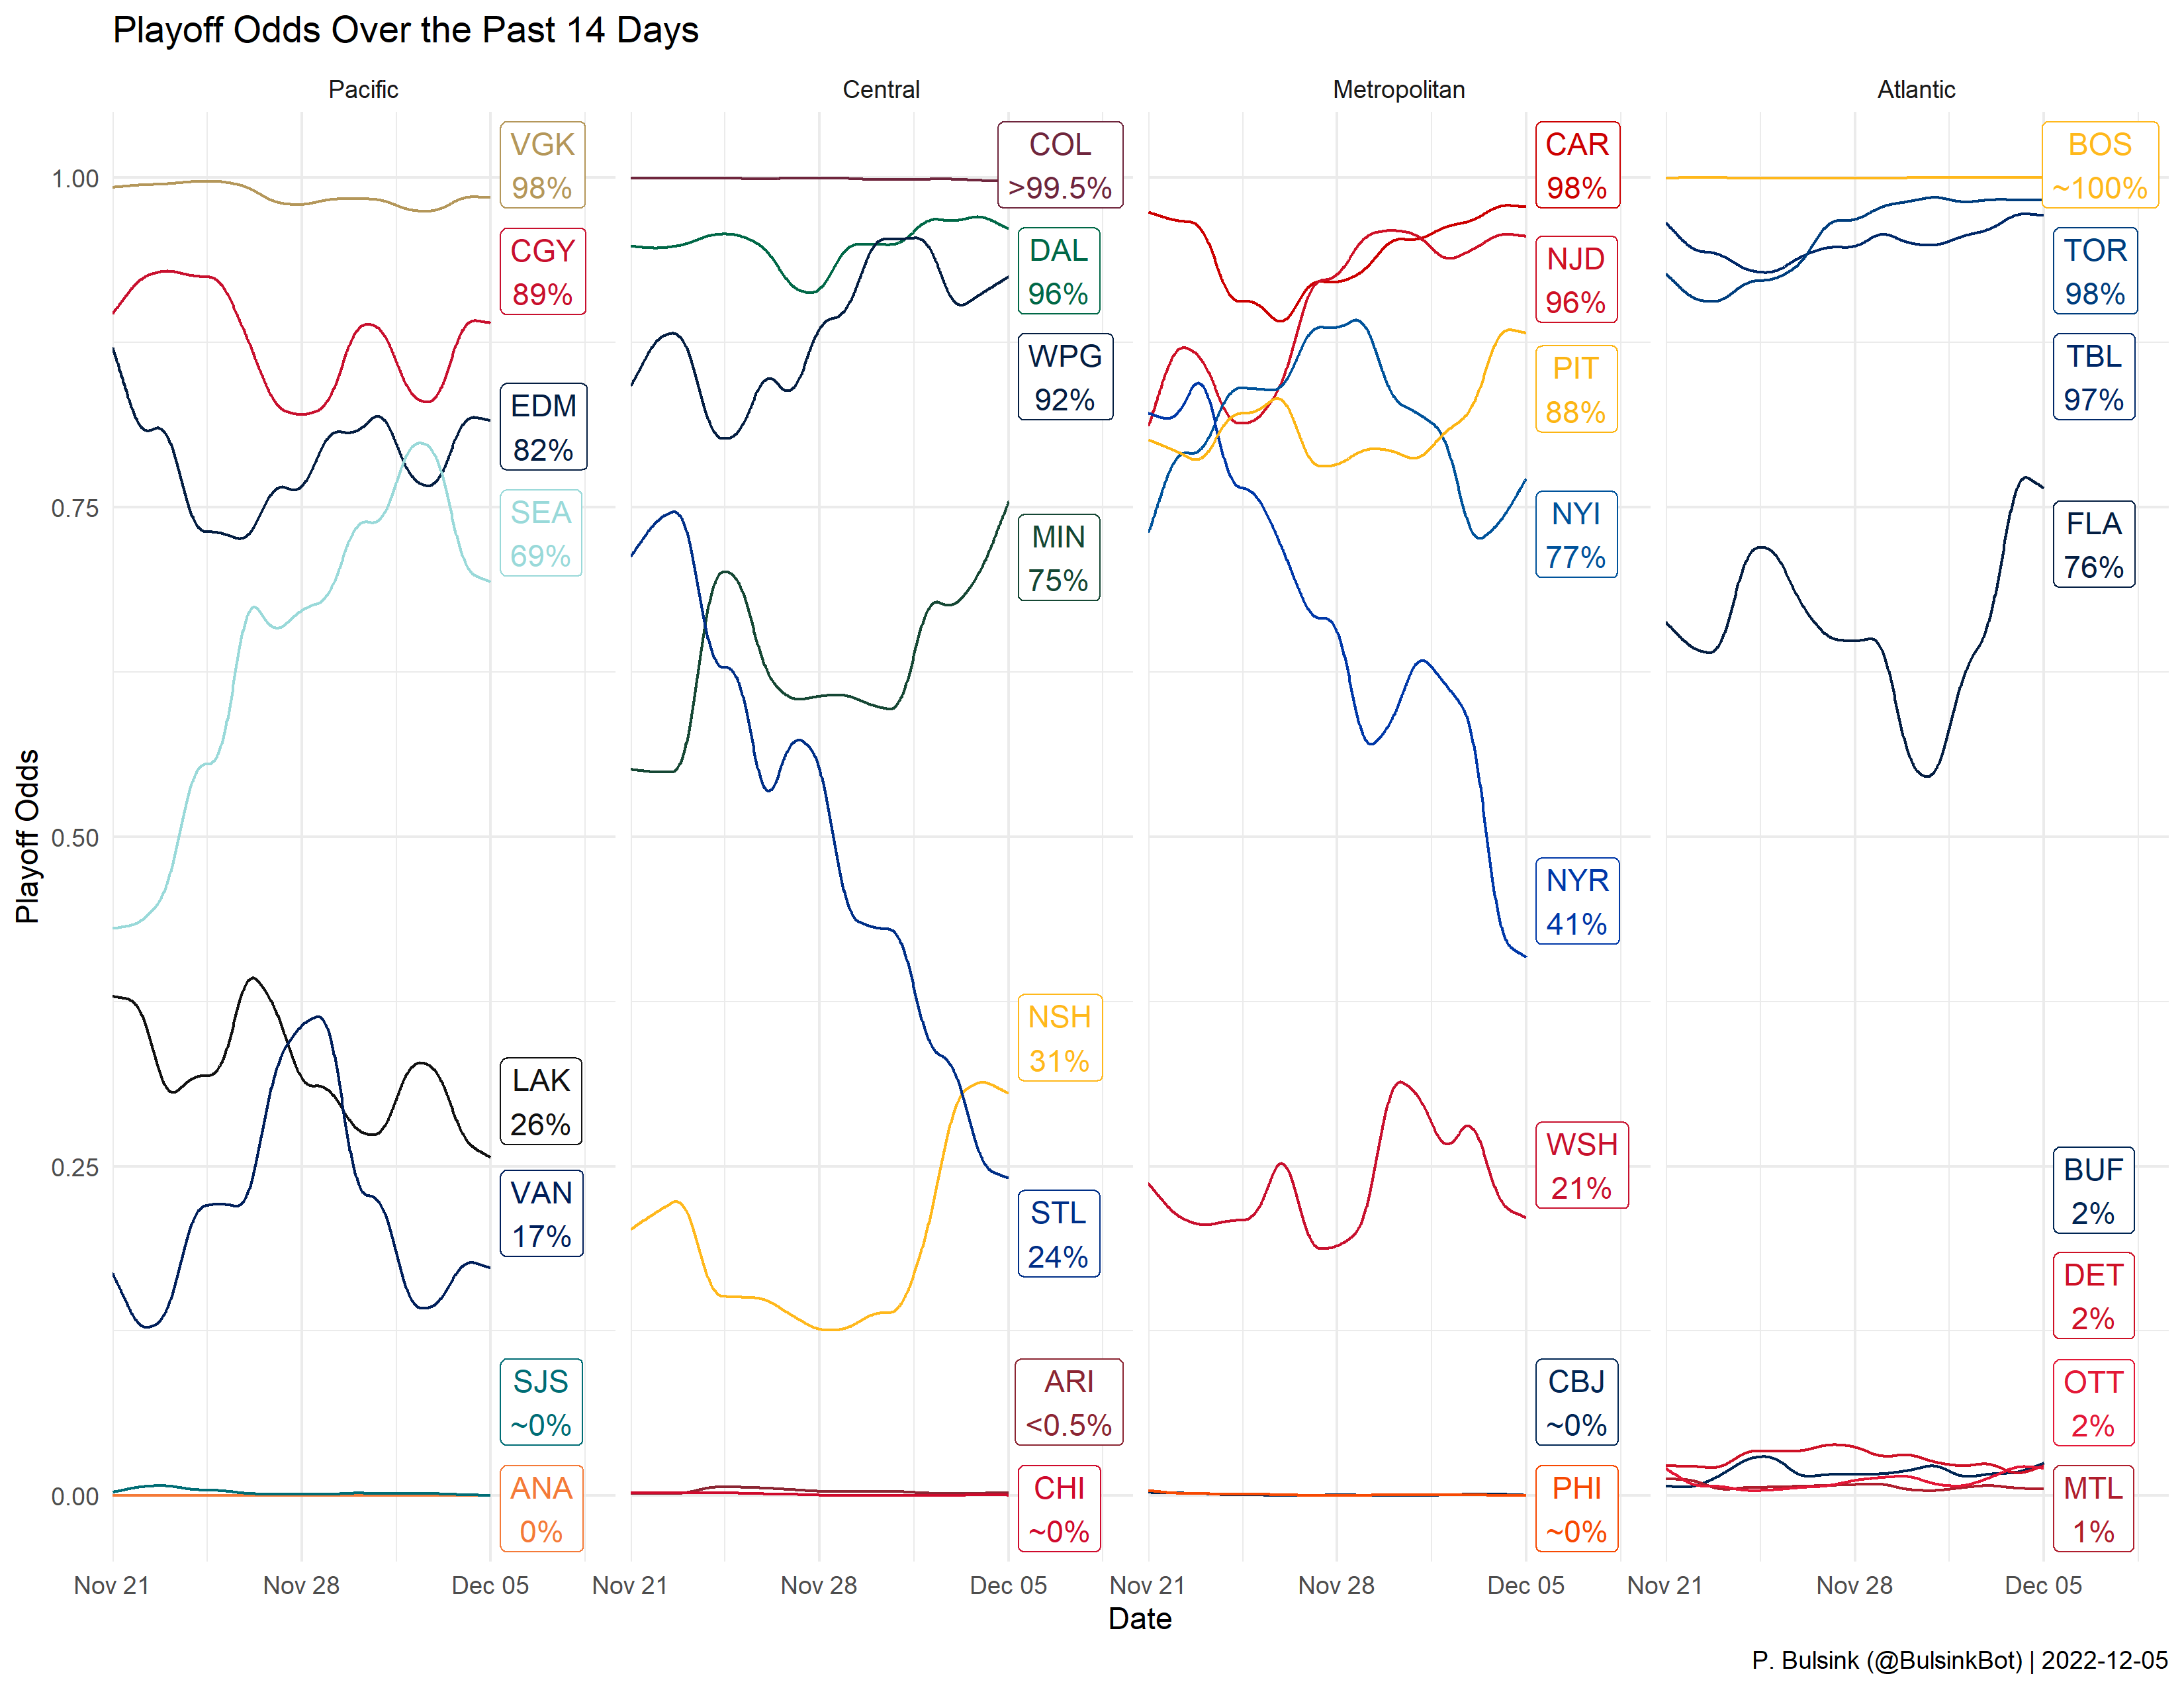 Playoff Odds Over the Past 14 Days
Pacific
Central
Metropolitan
Atlantic
Playoff Odds
1.00
0.75
0.50
0.25
0.00
VGK
98%
CGY
89%
EDM
82%
SEA
69%
LAK
26%
VAN
17%
SJS
~0%
ANA
0%
COL
>99.5%
DAL
96%
WPG
92%
MIN
75%
NSH
31%
STL
24%
ARI
<0.5%
CHI
~0%
CAR
98%
NJD
96%
PIT
88%
NYI
77%
NYR
41%
WSH
21%
CBJ
~0%
PHI
~0%
BOS
~100%
TOR
98%
TBL
97%
FLA
76%
BUF
2%
DET
2%
OTT
2%
MTL
1%
Nov 21 Nov 28 Dec 05
Nov 21 Nov 28 Dec 05
Nov 21 Nov 28 Dec 05
Nov 21 Nov 28 Dec 05
Date
P. Bulsink (@BulsinkBot) | 2022-12-05